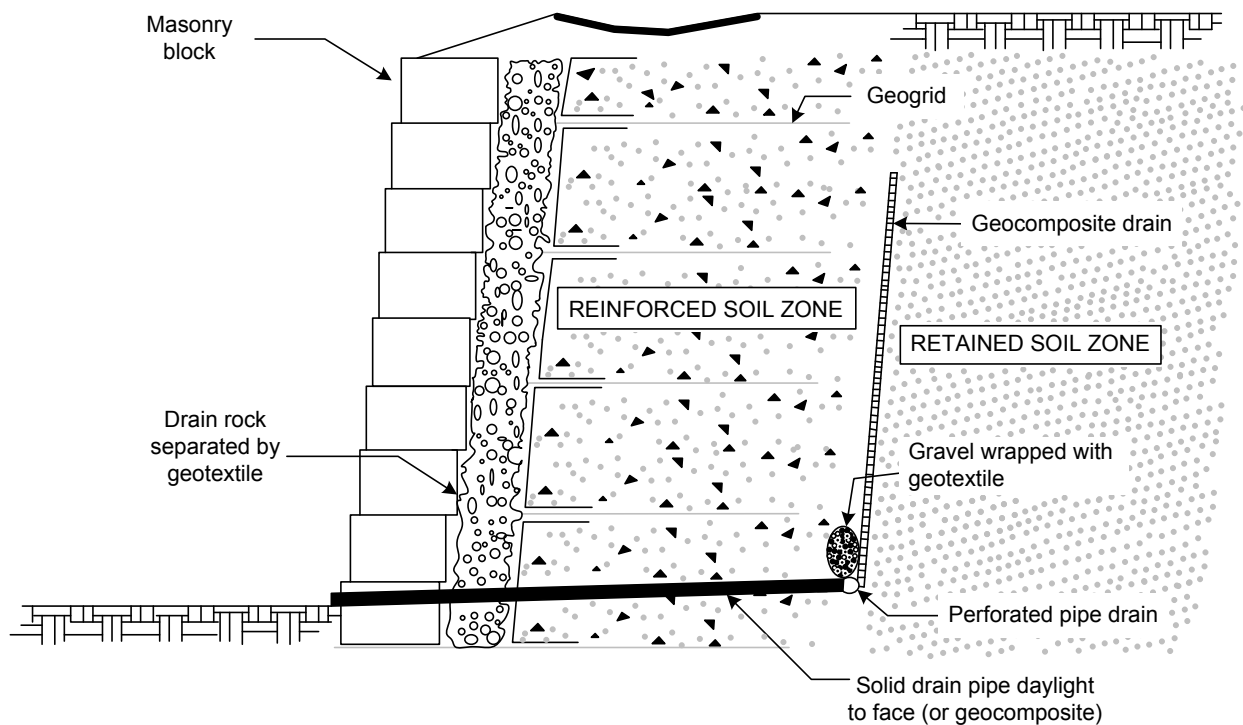 Masonry
block
Geogrid
Geocomposite drain
REINFORCED SOIL ZONE
RETAINED SOIL ZONE
Drain rock
separated by
geotextile
Gravel wrapped with
geotextile
Perforated pipe drain
Solid drain pipe daylight
to face (or geocomposite)